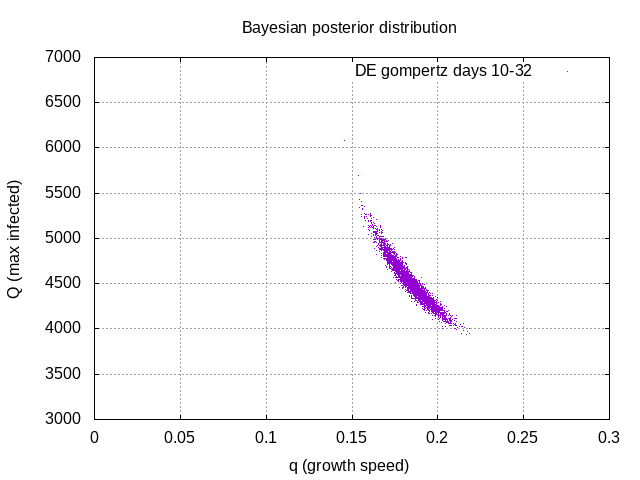 Bayesian posterior distribution
7000
6500
6000
5500
5000
4500
4000
3500
3000
Q (max infected)
DE gompertz days 10-32
0 0.05 0.1 0.15 0.2 0.25 0.3
q (growth speed)